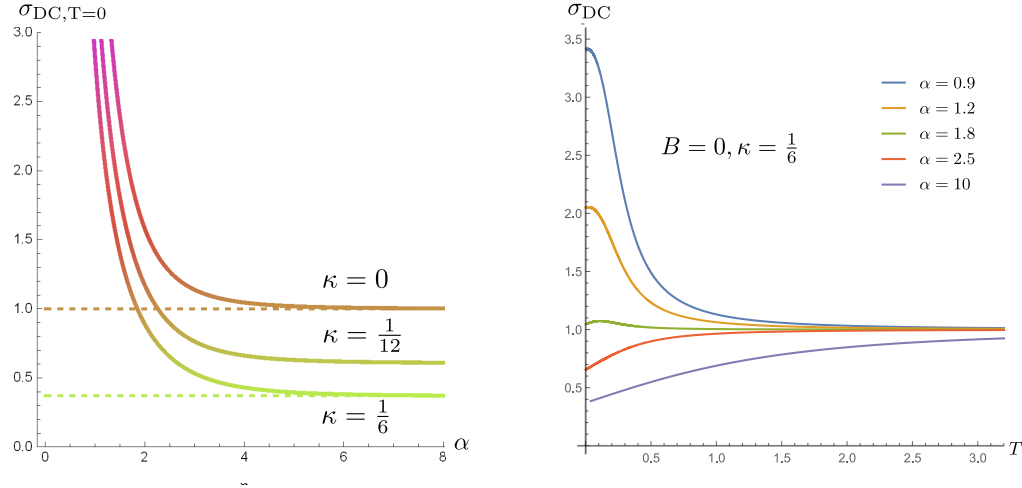 σ_DC,T=0
3.0
2.5
2.0
1.5
1.0
0.5
0.0
0 2 4 6 8 α
κ = 0
κ = 1/12
κ = 1/6
σ_DC
3.5
3.0
2.5
2.0
1.5
1.0
0.5
0.5 1.0 1.5 2.0 2.5 3.0 T
B = 0, κ = 1/6
α = 0.9
α = 1.2
α = 1.8
α = 2.5
α = 10